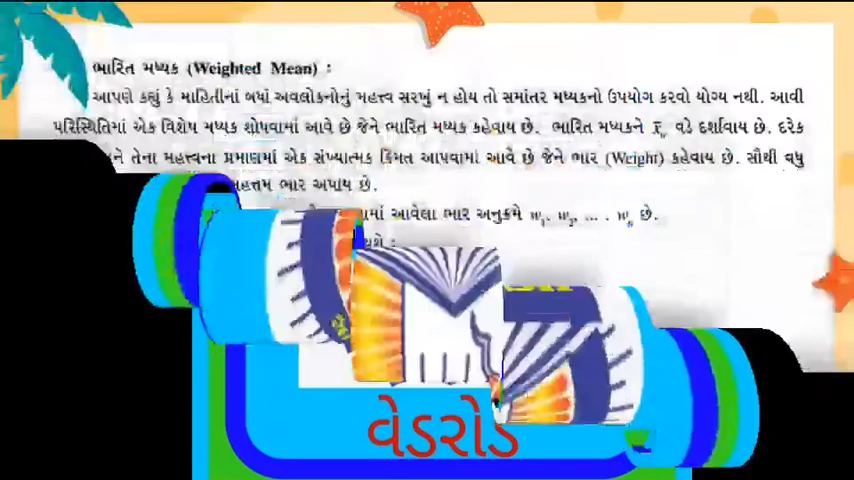 ભારિત મધ્યક (Weighted Mean) :
આપણે કહ્યું કે માહિતીનાં બધાં અવલોકનોનું મહત્ત્વ સરખું ન હોય તો સમાંતર મધ્યકનો ઉપયોગ કરવો યોગ્ય નથી. આવી
પરિસ્થિતિમાં એક વિશેષ મધ્યક શોધવામાં આવે છે જેને ભારિત મધ્યક કહેવાય છે. ભારિત મધ્યકને x̄w વડે દર્શાવાય છે. દરેક
તેના મહત્ત્વના પ્રમાણમાં એક સંખ્યાત્મક કિંમત આપવામાં આવે છે જેને ભાર (Weight) કહેવાય છે. સૌથી વધુ
મહત્તમ ભાર અપાય છે.
આવેલા ભાર અનુક્રમે w₁, w₂, ... , wₙ છે.
વેડરોડ